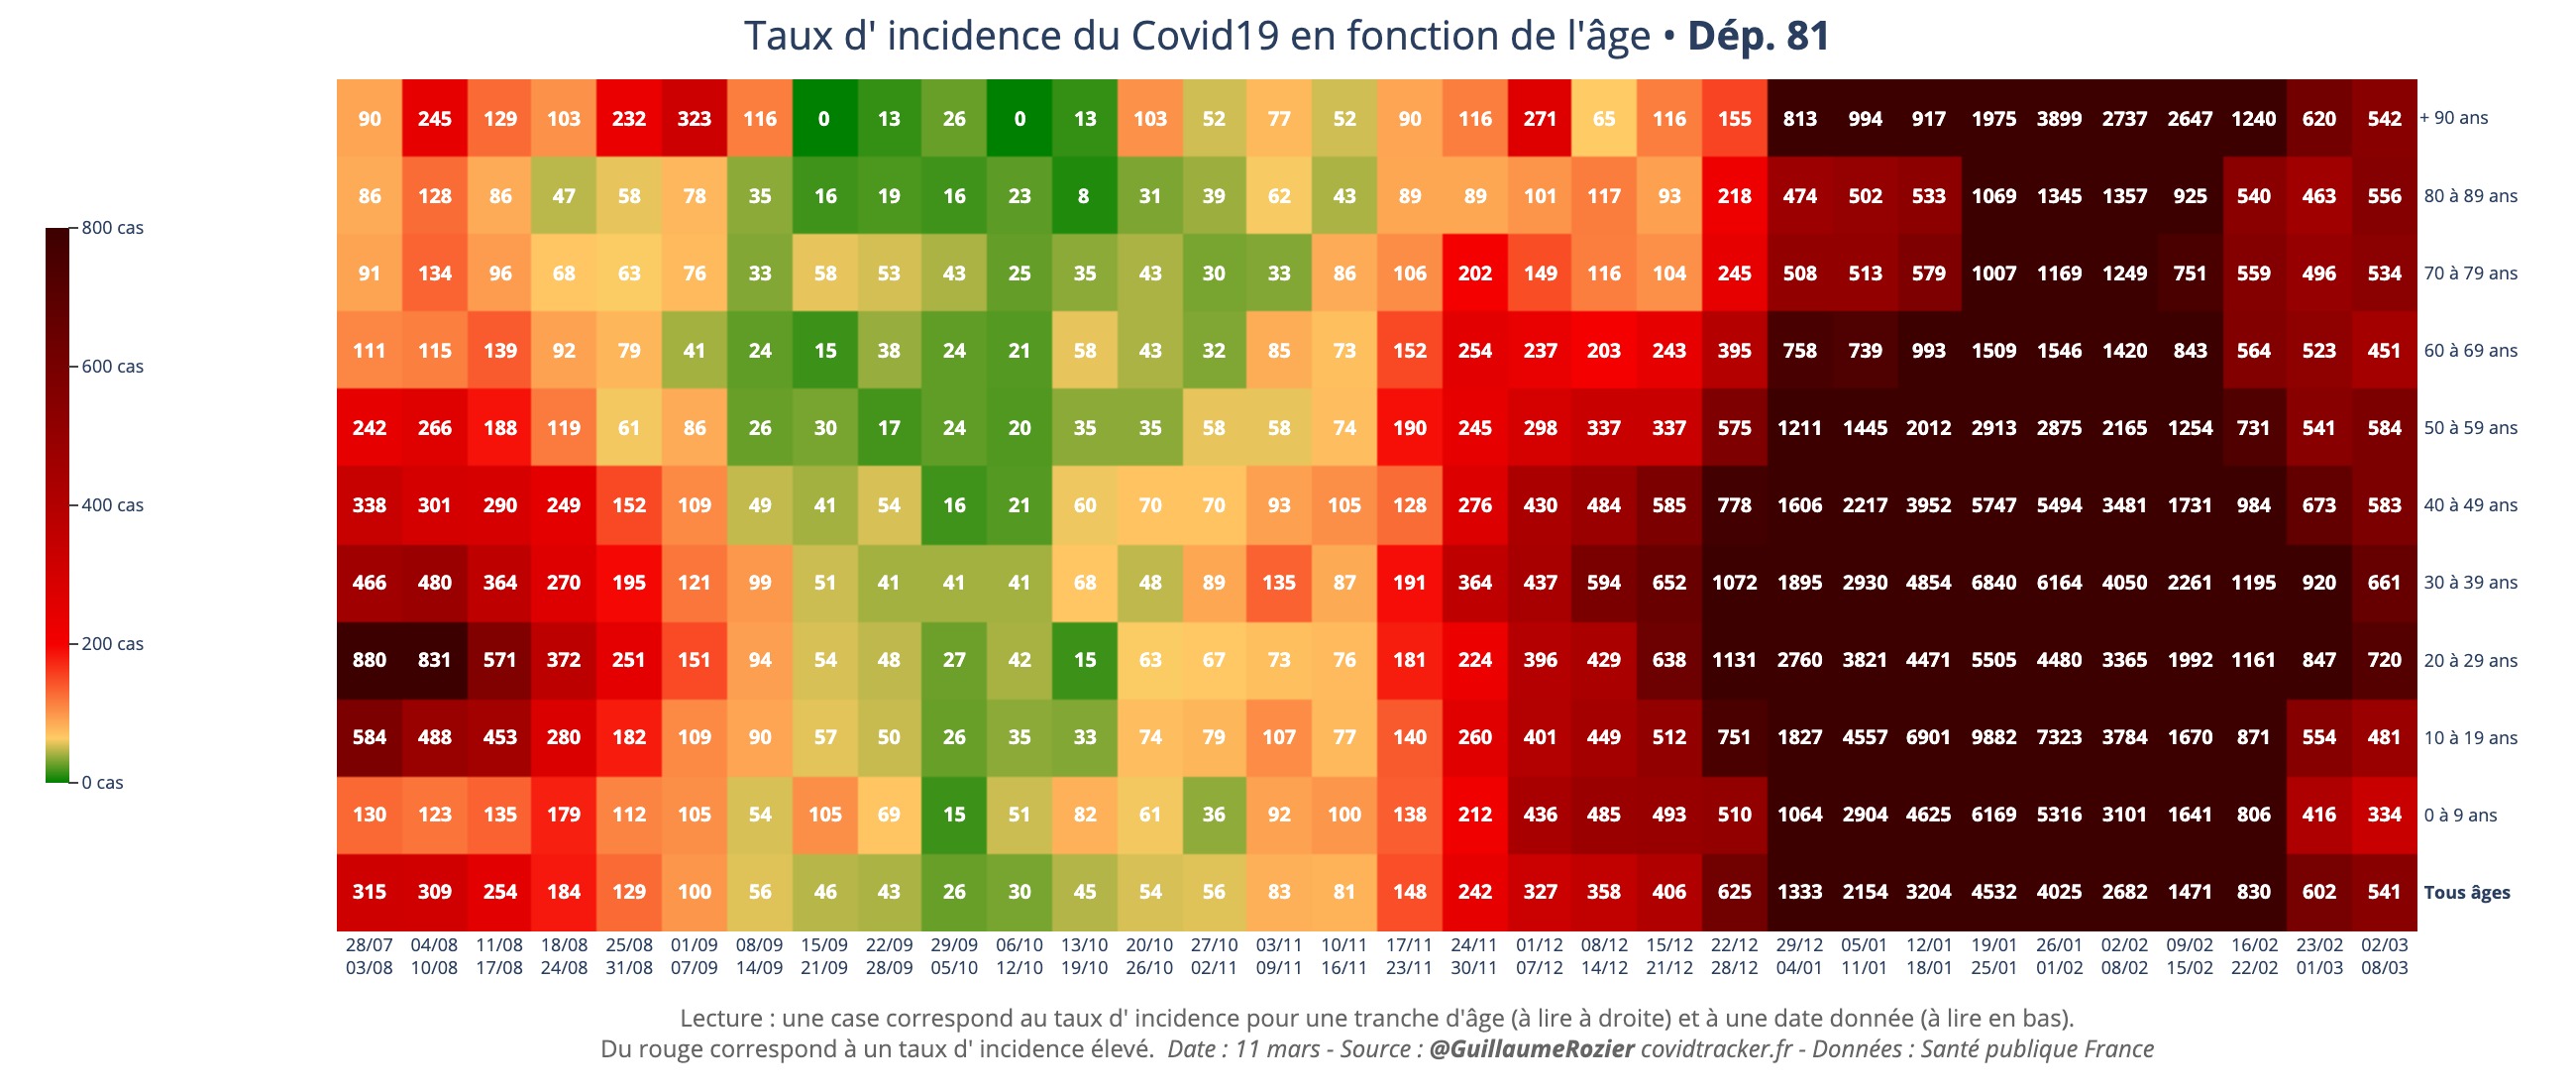 Taux d' incidence du Covid19 en fonction de l'âge • Dép. 81
90 245 129 103 232 323 116 0 13 26 0 13 103 52 77 52 90 116 271 65 116 155 813 994 917 1975 3899 2737 2647 1240 620 542 + 90 ans
86 128 86 47 58 78 35 16 19 16 23 8 31 39 62 43 89 89 101 117 93 218 474 502 533 1069 1345 1357 925 540 463 556 80 à 89 ans
800 cas
91 134 96 68 63 76 33 58 53 43 25 35 43 30 33 86 106 202 149 116 104 245 508 513 579 1007 1169 1249 751 559 496 534 70 à 79 ans
111 115 139 92 79 41 24 15 38 24 21 58 43 32 85 73 152 254 237 203 243 395 758 739 993 1509 1546 1420 843 564 523 451 60 à 69 ans
600 cas
242 266 188 119 61 86 26 30 17 24 20 35 35 58 58 74 190 245 298 337 337 575 1211 1445 2012 2913 2875 2165 1254 731 541 584 50 à 59 ans
400 cas
338 301 290 249 152 109 49 41 54 16 21 60 70 70 93 105 128 276 430 484 585 778 1606 2217 3952 5747 5494 3481 1731 984 673 583 40 à 49 ans
466 480 364 270 195 121 99 51 41 41 41 68 48 89 135 87 191 364 437 594 652 1072 1895 2930 4854 6840 6164 4050 2261 1195 920 661 30 à 39 ans
200 cas
880 831 571 372 251 151 94 54 48 27 42 15 63 67 73 76 181 224 396 429 638 1131 2760 3821 4471 5505 4480 3365 1992 1161 847 720 20 à 29 ans
584 488 453 280 182 109 90 57 50 26 35 33 74 79 107 77 140 260 401 449 512 751 1827 4557 6901 9882 7323 3784 1670 871 554 481 10 à 19 ans
0 cas
130 123 135 179 112 105 54 105 69 15 51 82 61 36 92 100 138 212 436 485 493 510 1064 2904 4625 6169 5316 3101 1641 806 416 334 0 à 9 ans
315 309 254 184 129 100 56 46 43 26 30 45 54 56 83 81 148 242 327 358 406 625 1333 2154 3204 4532 4025 2682 1471 830 602 541 Tous âges
28/07 04/08 11/08 18/08 25/08 01/09 08/09 15/09 22/09 29/09 06/10 13/10 20/10 27/10 03/11 10/11 17/11 24/11 01/12 08/12 15/12 22/12 29/12 05/01 12/01 19/01 26/01 02/02 09/02 16/02 23/02 02/03
03/08 10/08 17/08 24/08 31/08 07/09 14/09 21/09 28/09 05/10 12/10 19/10 26/10 02/11 09/11 16/11 23/11 30/11 07/12 14/12 21/12 28/12 04/01 11/01 18/01 25/01 01/02 08/02 15/02 22/02 01/03 08/03
Lecture : une case correspond au taux d' incidence pour une tranche d'âge (à lire à droite) et à une date donnée (à lire en bas).
Du rouge correspond à un taux d' incidence élevé. Date : 11 mars - Source : @GuillaumeRozier covidtracker.fr - Données : Santé publique France